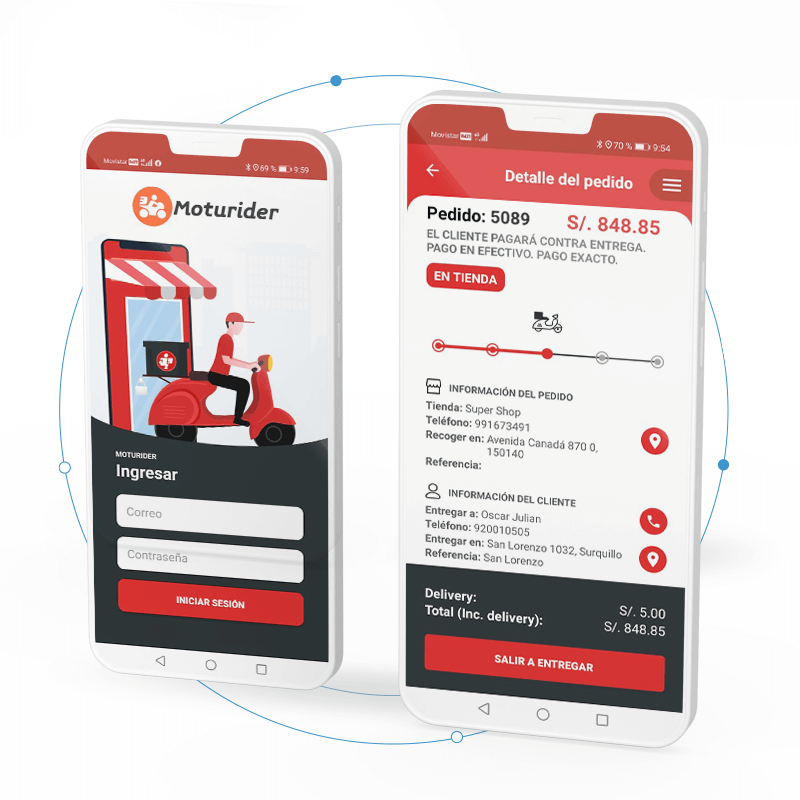 Movistar
69 %
9:59
Moturider
MOTURIDER
Ingresar
Correo
Contraseña
INICIAR SESIÓN
Movistar
70 %
9:54
Detalle del pedido
Pedido: 5089
S/. 848.85
EL CLIENTE PAGARÁ CONTRA ENTREGA.
PAGO EN EFECTIVO. PAGO EXACTO.
EN TIENDA
INFORMACIÓN DEL PEDIDO
Tienda: Super Shop
Teléfono: 991673491
Recoger en: Avenida Canadá 870 0,
150140
Referencia:
INFORMACIÓN DEL CLIENTE
Entregar a: Oscar Julian
Teléfono: 920010505
Entregar en: San Lorenzo 1032, Surquillo
Referencia: San Lorenzo
Delivery: S/. 5.00
Total (Inc. delivery): S/. 848.85
SALIR A ENTREGAR